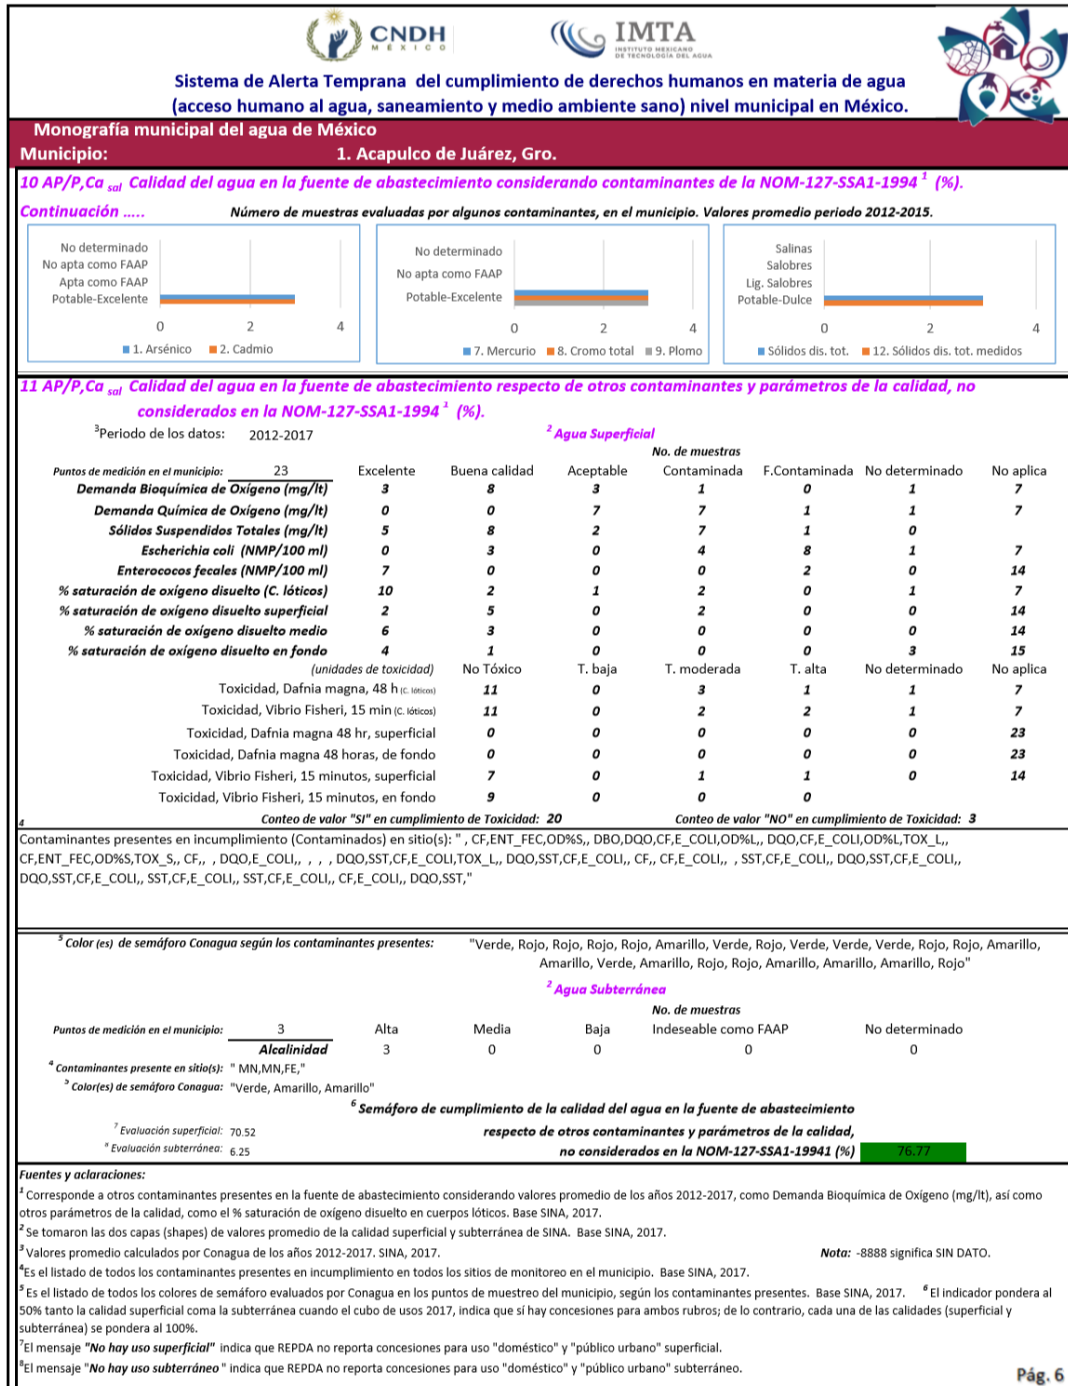 CNDH
MÉXICO
IMTA
INSTITUTO MEXICANO
DE TECNOLOGÍA DEL AGUA
Sistema de Alerta Temprana del cumplimiento de derechos humanos en materia de agua
(acceso humano al agua, saneamiento y medio ambiente sano) nivel municipal en México.
Monografía municipal del agua de México
Municipio: 1. Acapulco de Juárez, Gro.
10 AP/P,Ca sal Calidad del agua en la fuente de abastecimiento considerando contaminantes de la NOM-127-SSA1-1994 1 (%).
Continuación ..... Número de muestras evaluadas por algunos contaminantes, en el municipio. Valores promedio periodo 2012-2015.
No determinado
No apta como FAAP
Apta como FAAP
Potable-Excelente
0 2 4
1. Arsénico 2. Cadmio
No determinado
No apta como FAAP
Potable-Excelente
0 2 4
7. Mercurio 8. Cromo total 9. Plomo
Salinas
Salobres
Lig. Salobres
Potable-Dulce
0 2 4
Sólidos dis. tot. 12. Sólidos dis. tot. medidos
11 AP/P,Ca sal Calidad del agua en la fuente de abastecimiento respecto de otros contaminantes y parámetros de la calidad, no
considerados en la NOM-127-SSA1-1994 1 (%).
3Periodo de los datos: 2012-2017 2 Agua Superficial
No. de muestras
Puntos de medición en el municipio: 23 Excelente Buena calidad Aceptable Contaminada F.Contaminada No determinado No aplica
Demanda Bioquímica de Oxígeno (mg/lt) 3 8 3 1 0 1 7
Demanda Química de Oxígeno (mg/lt) 0 0 7 7 1 1 7
Sólidos Suspendidos Totales (mg/lt) 5 8 2 7 1 0
Escherichia coli (NMP/100 ml) 0 3 0 4 8 1 7
Enterococos fecales (NMP/100 ml) 7 0 0 0 2 0 14
% saturación de oxígeno disuelto (C. lóticos) 10 2 1 2 0 1 7
% saturación de oxígeno disuelto superficial 2 5 0 2 0 0 14
% saturación de oxígeno disuelto medio 6 3 0 0 0 0 14
% saturación de oxígeno disuelto en fondo 4 1 0 0 0 3 15
(unidades de toxicidad) No Tóxico T. baja T. moderada T. alta No determinado No aplica
Toxicidad, Dafnia magna, 48 h (C. lóticos) 11 0 3 1 1 7
Toxicidad, Vibrio Fisheri, 15 min (C. lóticos) 11 0 2 2 1 7
Toxicidad, Dafnia magna 48 hr, superficial 0 0 0 0 0 23
Toxicidad, Dafnia magna 48 horas, de fondo 0 0 0 0 0 23
Toxicidad, Vibrio Fisheri, 15 minutos, superficial 7 0 1 1 0 14
Toxicidad, Vibrio Fisheri, 15 minutos, en fondo 9 0 0 0
4 Conteo de valor "SI" en cumplimiento de Toxicidad: 20 Conteo de valor "NO" en cumplimiento de Toxicidad: 3
Contaminantes presentes en incumplimiento (Contaminados) en sitio(s): " , CF,ENT_FEC,OD%S,, DBO,DQO,CF,E_COLI,OD%L,, DQO,CF,E_COLI,OD%L,TOX_L,,
CF,ENT_FEC,OD%S,TOX_S,, CF,, , DQO,E_COLI,, , , , DQO,SST,CF,E_COLI,TOX_L,, DQO,SST,CF,E_COLI,, CF,, CF,E_COLI,, , SST,CF,E_COLI,, DQO,SST,CF,E_COLI,,
DQO,SST,CF,E_COLI,, SST,CF,E_COLI,, SST,CF,E_COLI,, CF,E_COLI,, DQO,SST,"
5 Color (es) de semáforo Conagua según los contaminantes presentes: "Verde, Rojo, Rojo, Rojo, Rojo, Amarillo, Verde, Rojo, Verde, Verde, Verde, Rojo, Rojo, Amarillo,
Amarillo, Verde, Amarillo, Rojo, Rojo, Amarillo, Amarillo, Amarillo, Rojo"
2 Agua Subterránea
No. de muestras
Puntos de medición en el municipio: 3 Alta Media Baja Indeseable como FAAP No determinado
Alcalinidad 3 0 0 0 0
4 Contaminantes presente en sitio(s): " MN,MN,FE,"
5 Color(es) de semáforo Conagua: "Verde, Amarillo, Amarillo"
6 Semáforo de cumplimiento de la calidad del agua en la fuente de abastecimiento
7 Evaluación superficial: 70.52 respecto de otros contaminantes y parámetros de la calidad,
8 Evaluación subterránea: 6.25 no considerados en la NOM-127-SSA1-19941 (%) 76.77
Fuentes y aclaraciones:
1 Corresponde a otros contaminantes presentes en la fuente de abastecimiento considerando valores promedio de los años 2012-2017, como Demanda Bioquímica de Oxígeno (mg/lt), así como
otros parámetros de la calidad, como el % saturación de oxígeno disuelto en cuerpos lóticos. Base SINA, 2017.
2 Se tomaron las dos capas (shapes) de valores promedio de la calidad superficial y subterránea de SINA. Base SINA, 2017.
3 Valores promedio calculados por Conagua de los años 2012-2017. SINA, 2017. Nota: -8888 significa SIN DATO.
4Es el listado de todos los contaminantes presentes en incumplimiento en todos los sitios de monitoreo en el municipio. Base SINA, 2017.
5 Es el listado de todos los colores de semáforo evaluados por Conagua en los puntos de muestreo del municipio, según los contaminantes presentes. Base SINA, 2017. 6 El indicador pondera al
50% tanto la calidad superficial coma la subterránea cuando el cubo de usos 2017, indica que sí hay concesiones para ambos rubros; de lo contrario, cada una de las calidades (superficial y
subterránea) se pondera al 100%.
7El mensaje "No hay uso superficial" indica que REPDA no reporta concesiones para uso "doméstico" y "público urbano" superficial.
8El mensaje "No hay uso subterráneo " indica que REPDA no reporta concesiones para uso "doméstico" y "público urbano" subterráneo.
Pág. 6